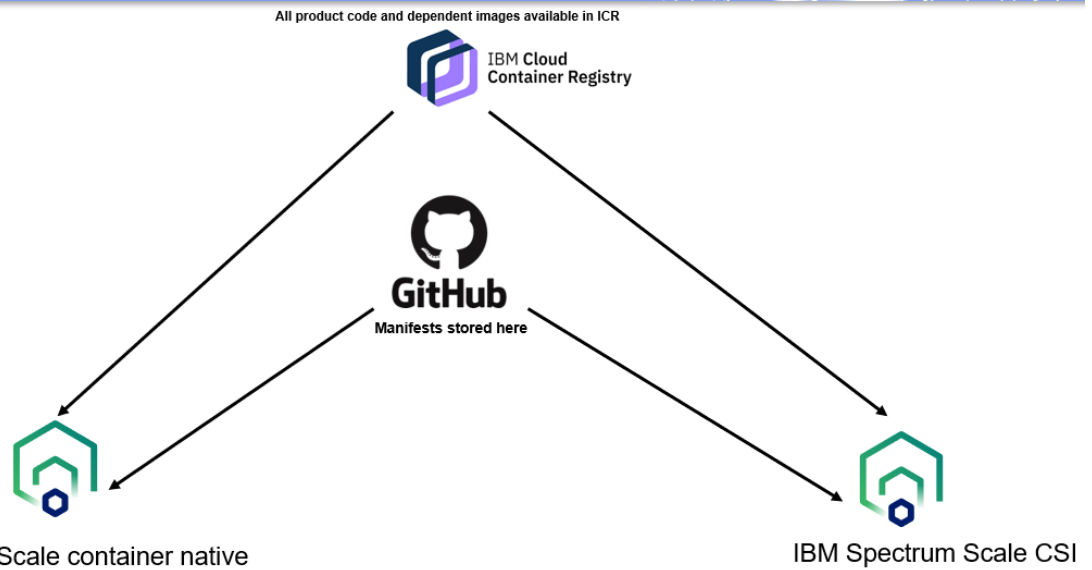 All product code and dependent images available in ICR
IBM Cloud
Container Registry
GitHub
Manifests stored here
Scale container native
IBM Spectrum Scale CSI